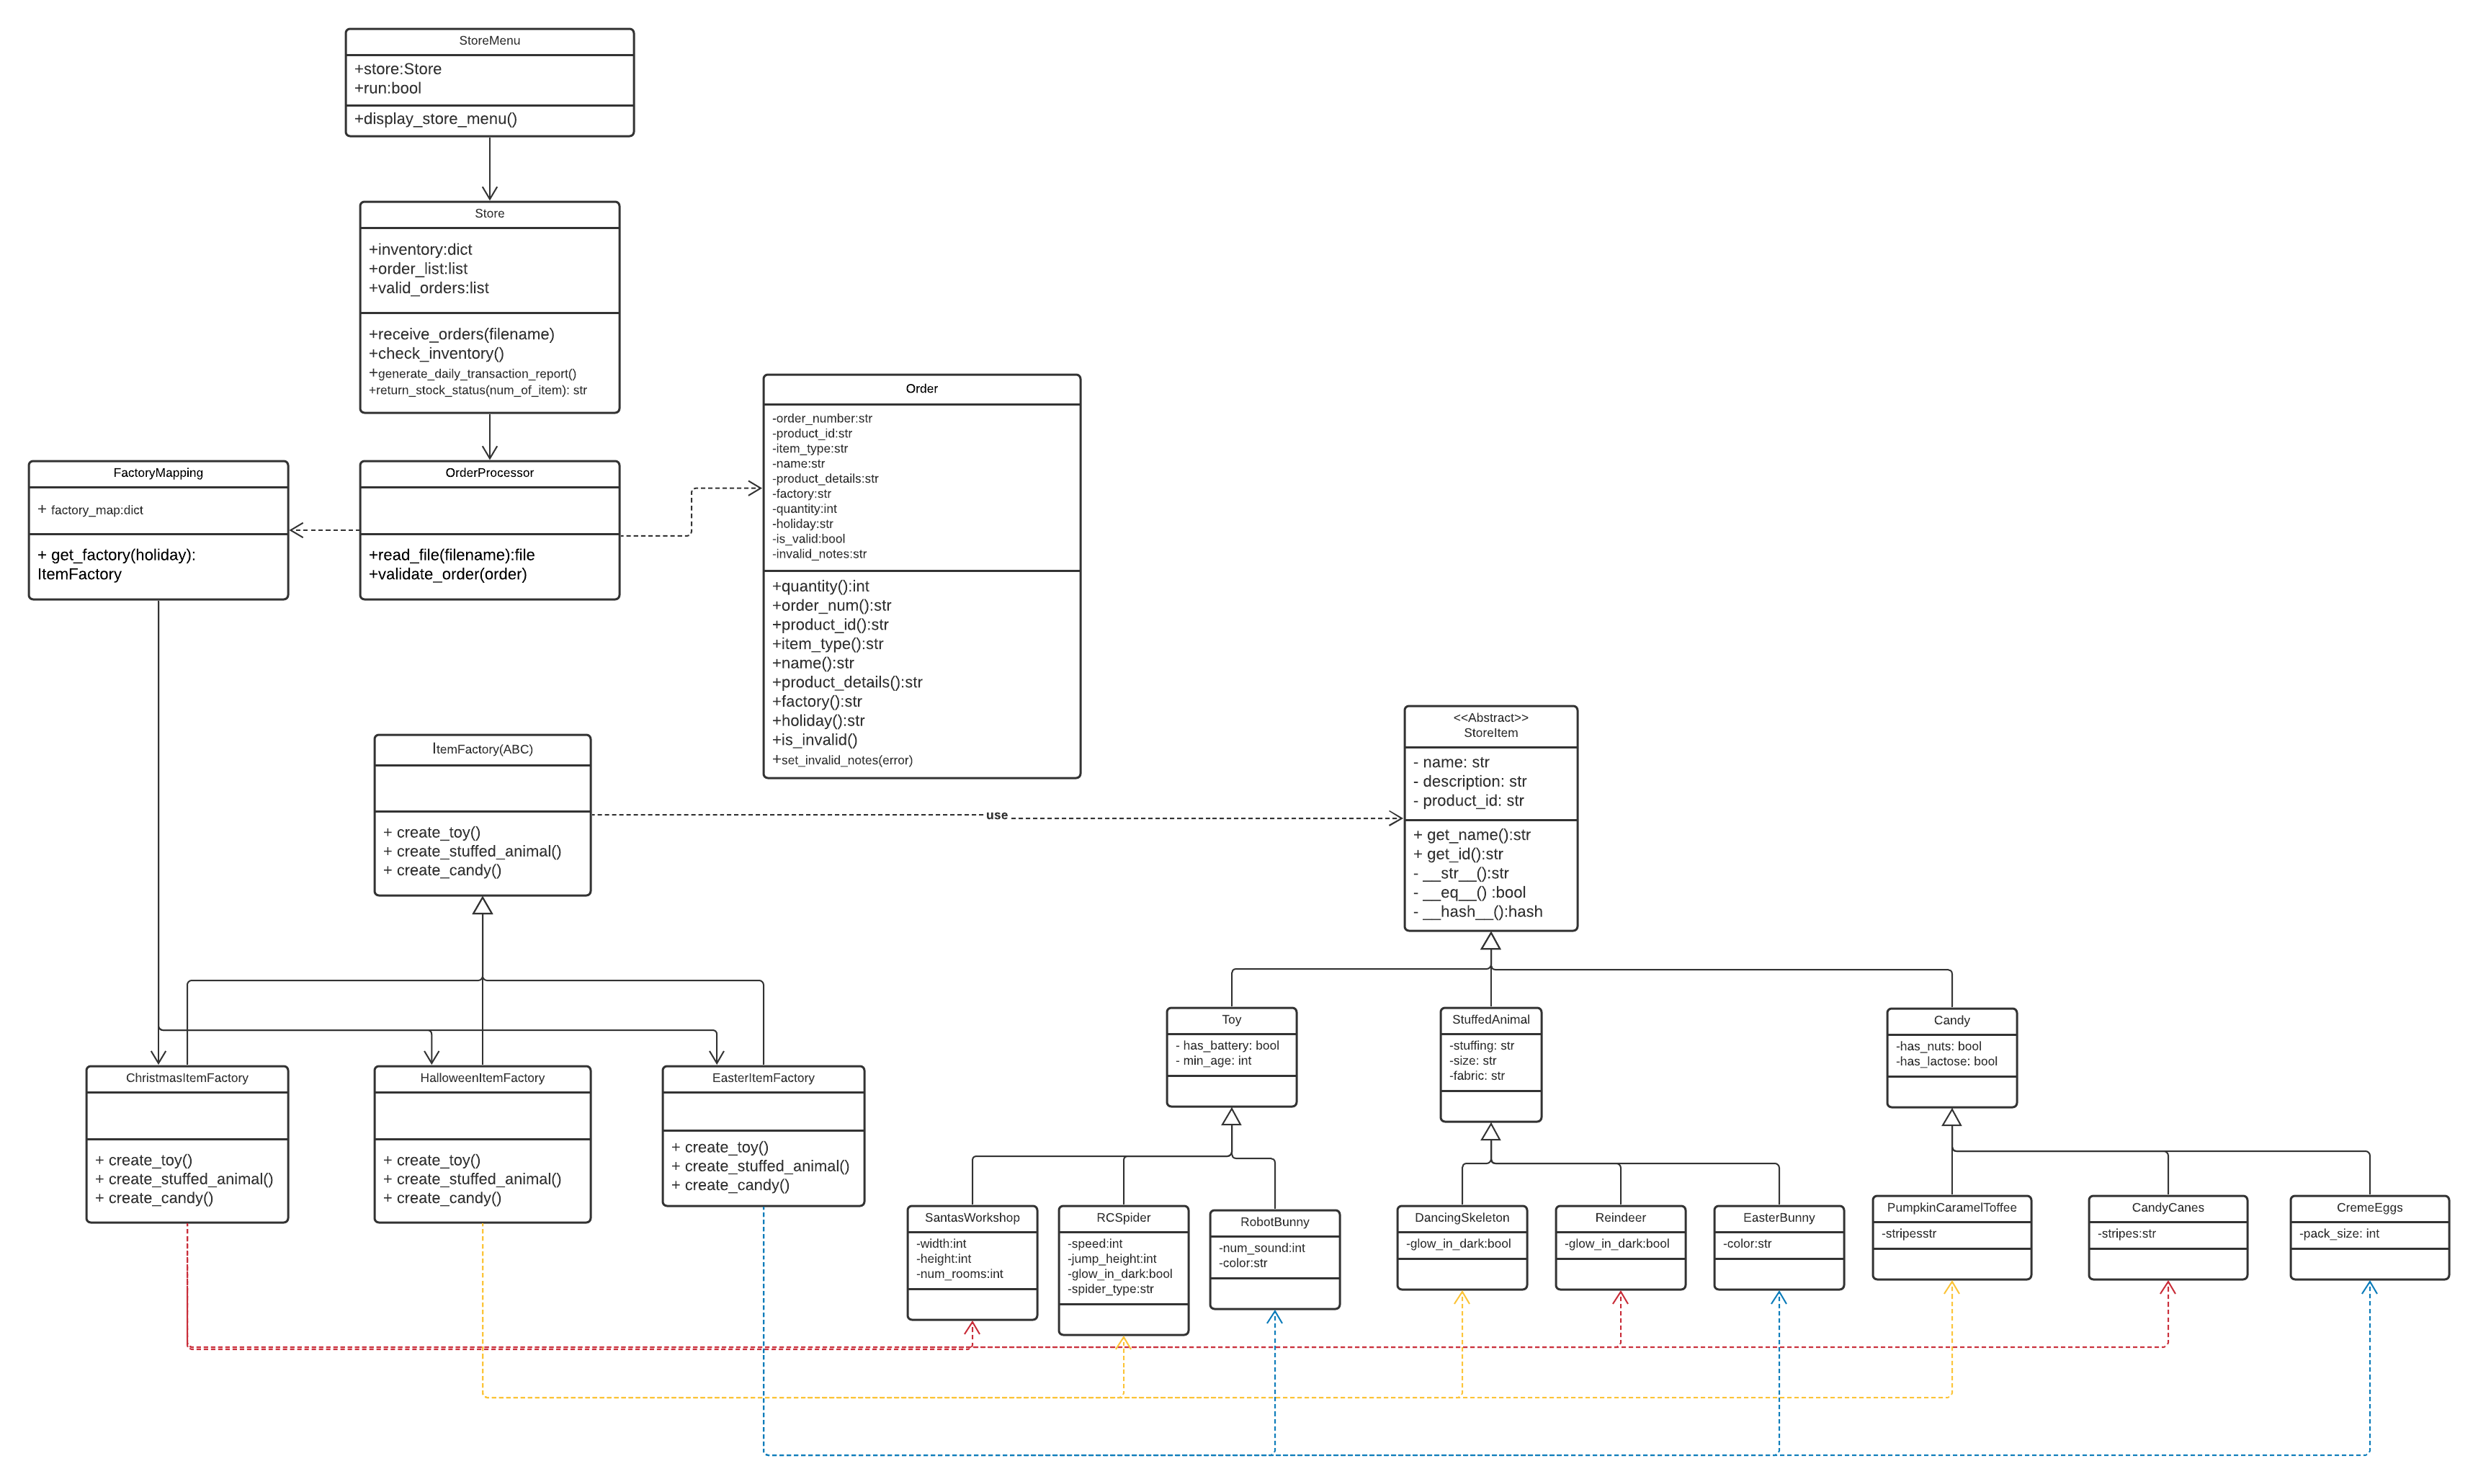 StoreMenu
+store:Store
+run:bool
+display_store_menu()
Store
+inventory:dict
+order_list:list
+valid_orders:list
+receive_orders(filename)
+check_inventory()
+generate_daily_transaction_report()
+return_stock_status(num_of_item): str
Order
-order_number:str
-product_id:str
-item_type:str
-name:str
-product_details:str
-factory:str
-quantity:int
-holiday:str
-is_valid:bool
-invalid_notes:str
+quantity():int
+order_num():str
+product_id():str
+item_type():str
+name():str
+product_details():str
+factory():str
+holiday():str
+is_invalid()
+set_invalid_notes(error)
FactoryMapping
+ factory_map:dict
+ get_factory(holiday):
ItemFactory
OrderProcessor
+read_file(filename):file
+validate_order(order)
ItemFactory(ABC)
+ create_toy()
+ create_stuffed_animal()
+ create_candy()
use
<<Abstract>>
StoreItem
- name: str
- description: str
- product_id: str
+ get_name():str
+ get_id():str
- __str__():str
- __eq__() :bool
- __hash__():hash
Toy
- has_battery: bool
- min_age: int
StuffedAnimal
-stuffing: str
-size: str
-fabric: str
Candy
-has_nuts: bool
-has_lactose: bool
ChristmasItemFactory
+ create_toy()
+ create_stuffed_animal()
+ create_candy()
HalloweenItemFactory
+ create_toy()
+ create_stuffed_animal()
+ create_candy()
EasterItemFactory
+ create_toy()
+ create_stuffed_animal()
+ create_candy()
SantasWorkshop
-width:int
-height:int
-num_rooms:int
RCSpider
-speed:int
-jump_height:int
-glow_in_dark:bool
-spider_type:str
RobotBunny
-num_sound:int
-color:str
DancingSkeleton
-glow_in_dark:bool
Reindeer
-glow_in_dark:bool
EasterBunny
-color:str
PumpkinCaramelToffee
-stripesstr
CandyCanes
-stripes:str
CremeEggs
-pack_size: int